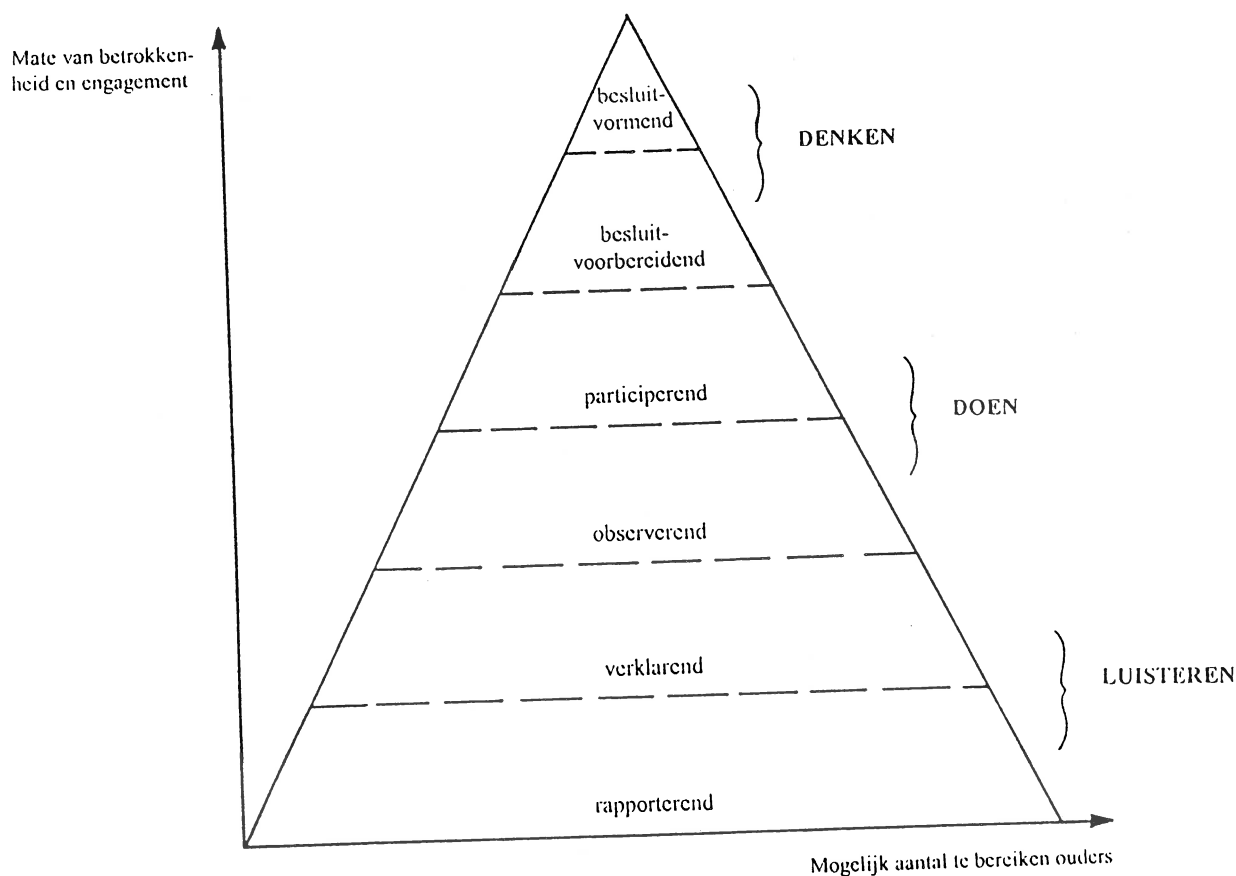 Mate van betrokken-
heid en engagement
besluit-
vormend
DENKEN
besluit-
voorbereidend
participerend
DOEN
observerend
verklarend
LUISTEREN
rapporterend
Mogelijk aantal te bereiken ouders